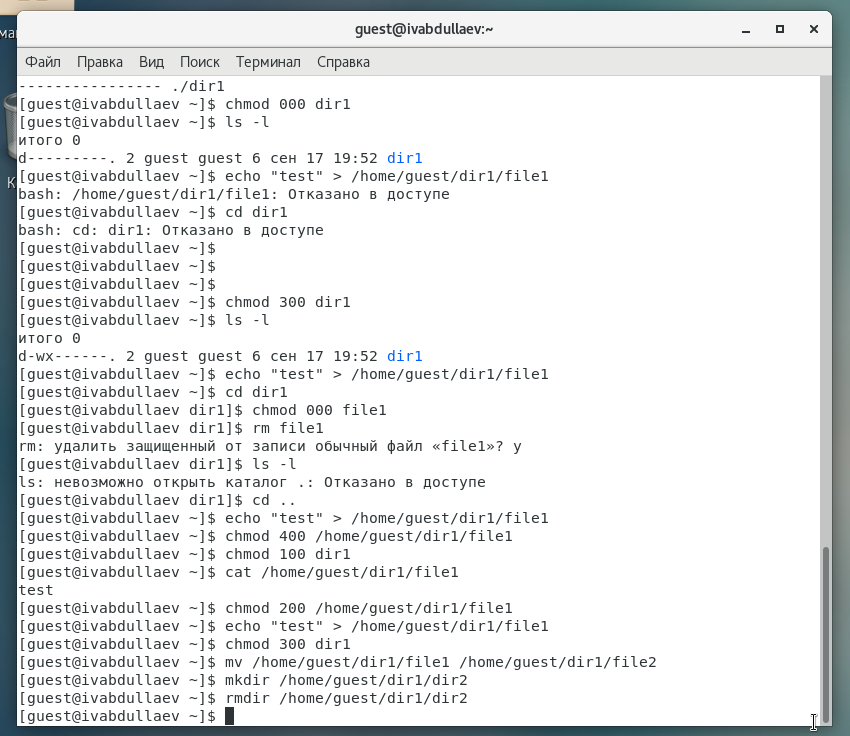 guest@ivabdullaev:~
Файл Правка Вид Поиск Терминал Справка
---------------- ./dir1
[guest@ivabdullaev ~]$ chmod 000 dir1
[guest@ivabdullaev ~]$ ls -l
итого 0
d---------. 2 guest guest 6 сен 17 19:52 dir1
[guest@ivabdullaev ~]$ echo "test" > /home/guest/dir1/file1
bash: /home/guest/dir1/file1: Отказано в доступе
[guest@ivabdullaev ~]$ cd dir1
bash: cd: dir1: Отказано в доступе
[guest@ivabdullaev ~]$
[guest@ivabdullaev ~]$
[guest@ivabdullaev ~]$
[guest@ivabdullaev ~]$ chmod 300 dir1
[guest@ivabdullaev ~]$ ls -l
итого 0
d-wx------. 2 guest guest 6 сен 17 19:52 dir1
[guest@ivabdullaev ~]$ echo "test" > /home/guest/dir1/file1
[guest@ivabdullaev ~]$ cd dir1
[guest@ivabdullaev dir1]$ chmod 000 file1
[guest@ivabdullaev dir1]$ rm file1
rm: удалить защищенный от записи обычный файл «file1»? y
[guest@ivabdullaev dir1]$ ls -l
ls: невозможно открыть каталог .: Отказано в доступе
[guest@ivabdullaev dir1]$ cd ..
[guest@ivabdullaev ~]$ echo "test" > /home/guest/dir1/file1
[guest@ivabdullaev ~]$ chmod 400 /home/guest/dir1/file1
[guest@ivabdullaev ~]$ chmod 100 dir1
[guest@ivabdullaev ~]$ cat /home/guest/dir1/file1
test
[guest@ivabdullaev ~]$ chmod 200 /home/guest/dir1/file1
[guest@ivabdullaev ~]$ echo "test" > /home/guest/dir1/file1
[guest@ivabdullaev ~]$ chmod 300 dir1
[guest@ivabdullaev ~]$ mv /home/guest/dir1/file1 /home/guest/dir1/file2
[guest@ivabdullaev ~]$ mkdir /home/guest/dir1/dir2
[guest@ivabdullaev ~]$ rmdir /home/guest/dir1/dir2
[guest@ivabdullaev ~]$